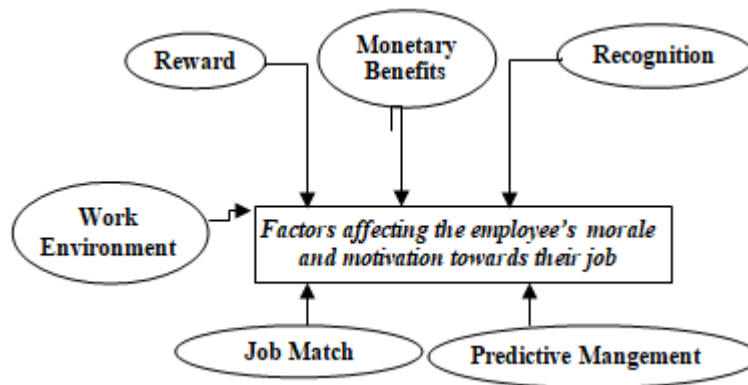 Reward
Monetary
Benefits
Recognition
Work
Environment
Factors affecting the employee's morale
and motivation towards their job
Job Match
Predictive Mangement